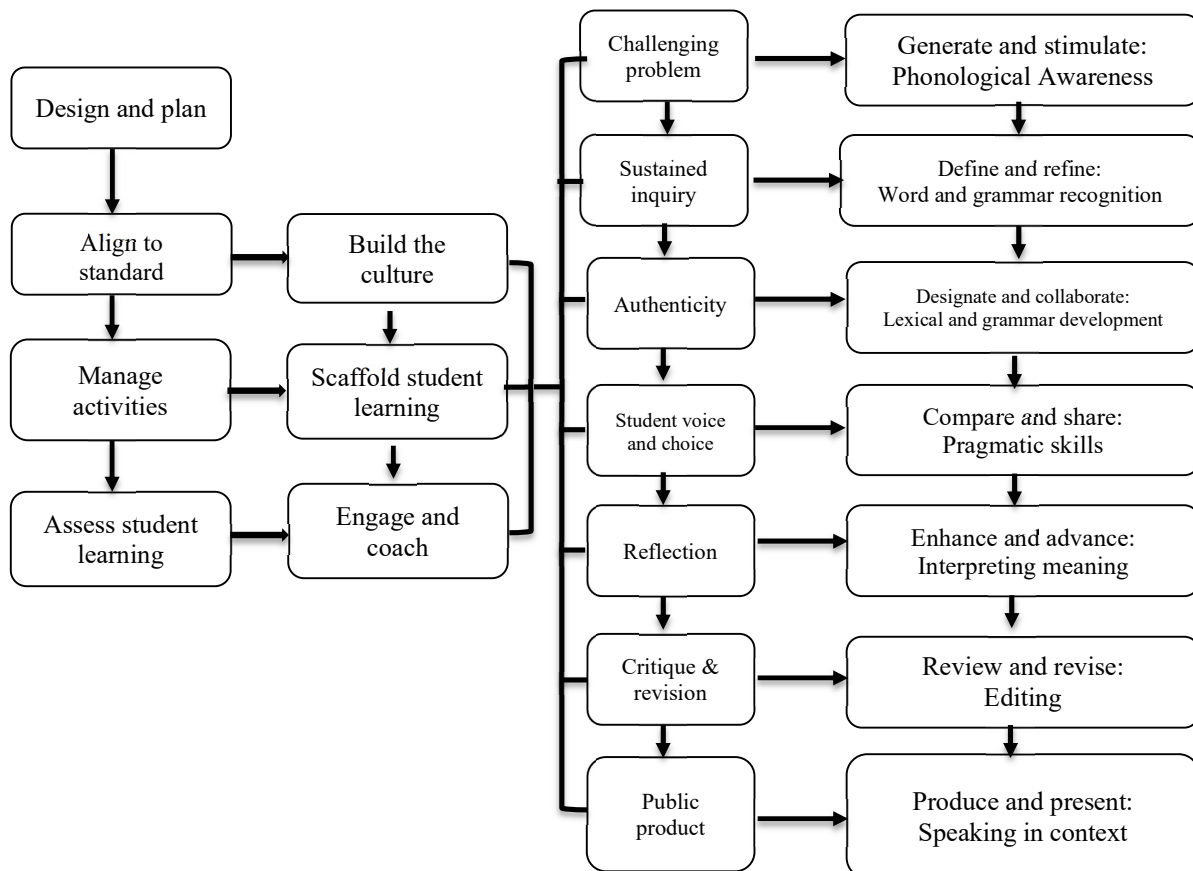 Design and plan
Align to
standard
Manage
activities
Assess student
learning
Build the
culture
Scaffold student
learning
Engage and
coach
Challenging
problem
Sustained
inquiry
Authenticity
Student voice
and choice
Reflection
Critique &
revision
Public
product
Generate and stimulate:
Phonological Awareness
Define and refine:
Word and grammar recognition
Designate and collaborate:
Lexical and grammar development
Compare and share:
Pragmatic skills
Enhance and advance:
Interpreting meaning
Review and revise:
Editing
Produce and present:
Speaking in context